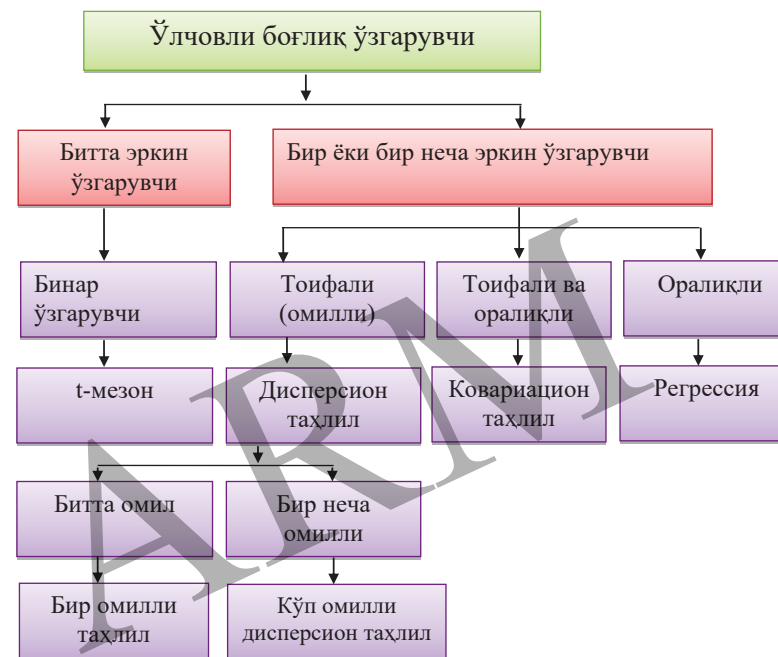 Ўлчовли боғлиқ ўзгарувчи
Битта эркин
ўзгарувчи
Бир ёки бир неча эркин ўзгарувчи
Бинар
ўзгарувчи
Тоифали
(омилли)
Тоифали ва
оралиқли
Оралиқли
t-мезон
Дисперсион
таҳлил
Ковариацион
таҳлил
Регрессия
Битта омил
Бир неча
омилли
Бир омилли
таҳлил
Кўп омилли
дисперсион таҳлил
ARM